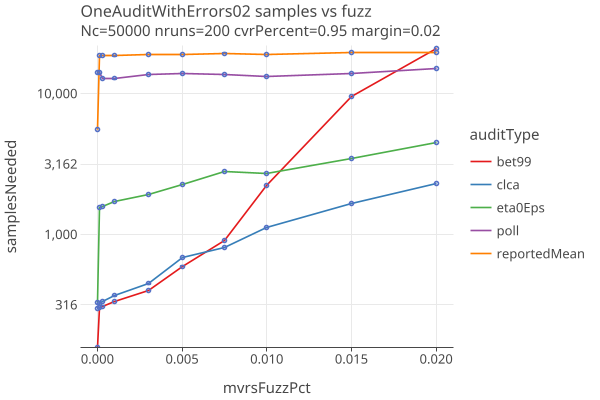 OneAuditWithErrors02 samples vs fuzz
Nc=50000 nruns=200 cvrPercent=0.95 margin=0.02
samplesNeeded
10,000
3,162
1,000
316
0.000
0.005
0.010
0.015
0.020
mvrsFuzzPct
auditType
bet99
clca
eta0Eps
poll
reportedMean